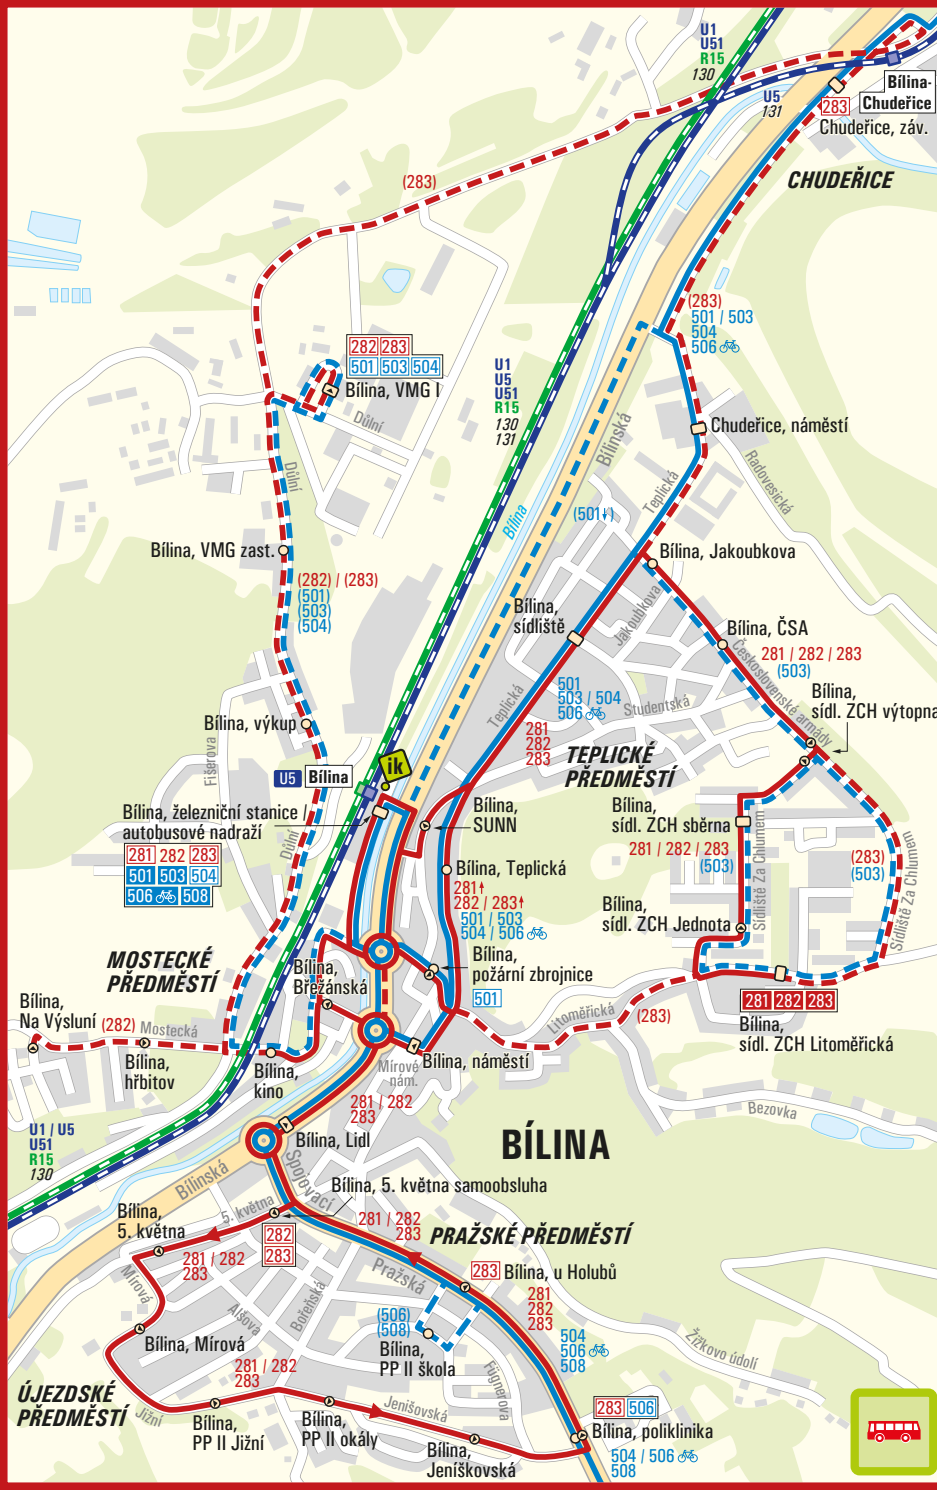 U1
U51
R15
130
U5
131
Bílina-
Chudeřice
283
Chudeřice, záv.
CHUDEŘICE
(283)
(283)
501 / 503
504
506
282 283
501 503 504
Bílina, VMG I
Důlní
U1
U5
U51
R15
130
131
Bílinská
Chudeřice, náměstí
Radovesická
Teplická
Důlní
Bílina
(501)
Bílina, VMG zast.
Bílina, Jakoubkova
(282) / (283)
(501)
(503)
(504)
Bílina,
sídliště
Jakoubkova
Bílina, ČSA
281 / 282 / 283
(503)
Československé armády
Bílina,
sídl. ZCH výtopna
501
503 / 504
506
Studentská
Teplická
281
282
283
Bílina, výkup
Fišerova
TEPLICKÉ
PŘEDMĚSTÍ
U5 Bílina
ik
Bílina, železniční stanice /
autobusové nadraží
Důlní
281 282 283
501 503 504
506 508
Bílina,
SUNN
Bílina,
sídl. ZCH sběrna
281 / 282 / 283
(503)
Sídliště Za Chlumem
(283)
(503)
Sídliště Za Chlumem
Bílina, Teplická
281
282 / 283
501 / 503
504 / 506
Bílina,
sídl. ZCH Jednota
MOSTECKÉ
PŘEDMĚSTÍ
Bílina,
Břežánská
Bílina,
požární zbrojnice
501
281 282 283
Bílina,
sídl. ZCH Litoměřická
Litoměřická
(283)
Bílina,
Na Výsluní
(282)
Mostecká
Bílina,
hřbitov
Bílina,
kino
Mírové
nám.
Bílina, náměstí
Bezovka
281 / 282
283
U1 / U5
U51
R15
130
Bílina, Lidl
BÍLINA
Bílinská
Spojovací
Bílina, 5. května samoobsluha
Bílina,
5. května
5. května
282
283
281 / 282
283
281 / 282
283
PRAŽSKÉ PŘEDMĚSTÍ
Pražská
283 Bílina, u Holubů
281
282
283
Mírová
Alšova
Bořeňská
(506)
(508)
Bílina,
PP II škola
504
506
508
Žižkovo údolí
Bílina, Mírová
281 / 282
283
Fügnerova
ÚJEZDSKÉ
PŘEDMĚSTÍ
Jižní
Bílina,
PP II Jižní
Bílina,
PP II okály
Jenišovská
283 506
Bílina, poliklinika
504 / 506
508
Bílina,
Jeníškovská